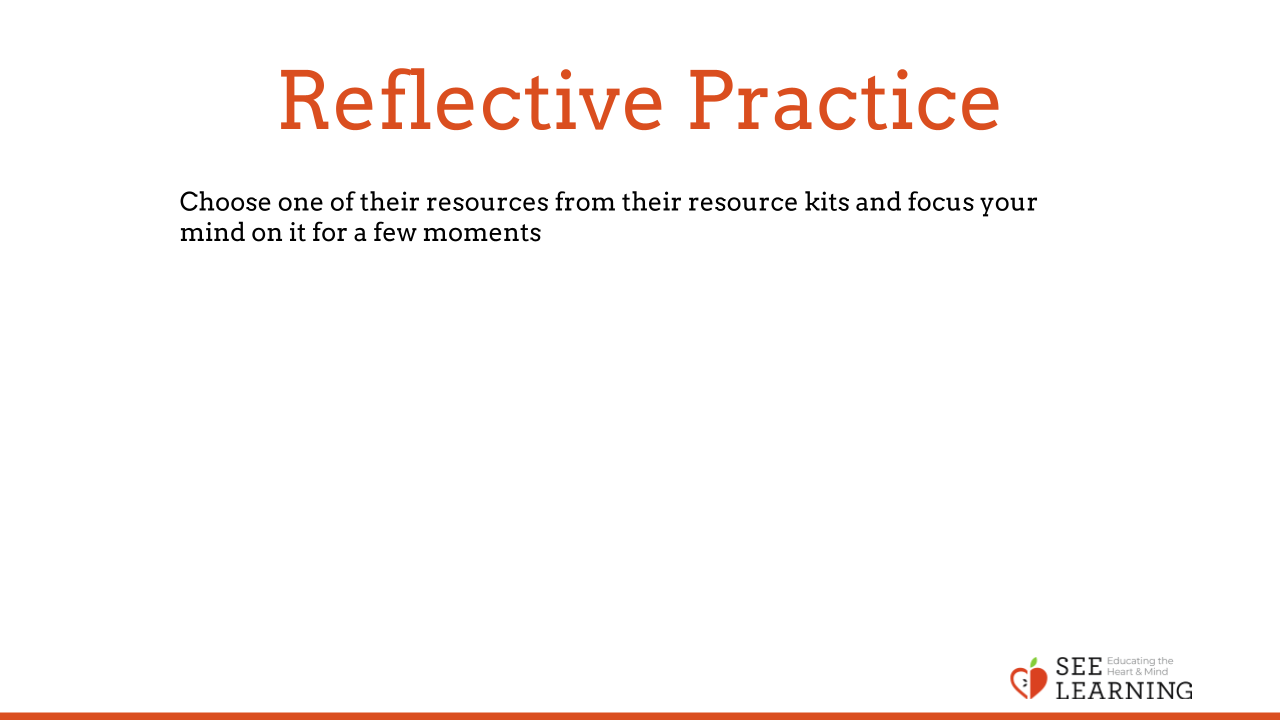 Reflective Practice
Choose one of their resources from their resource kits and focus your
mind on it for a few moments
SEE Educating the
Heart & Mind
LEARNING